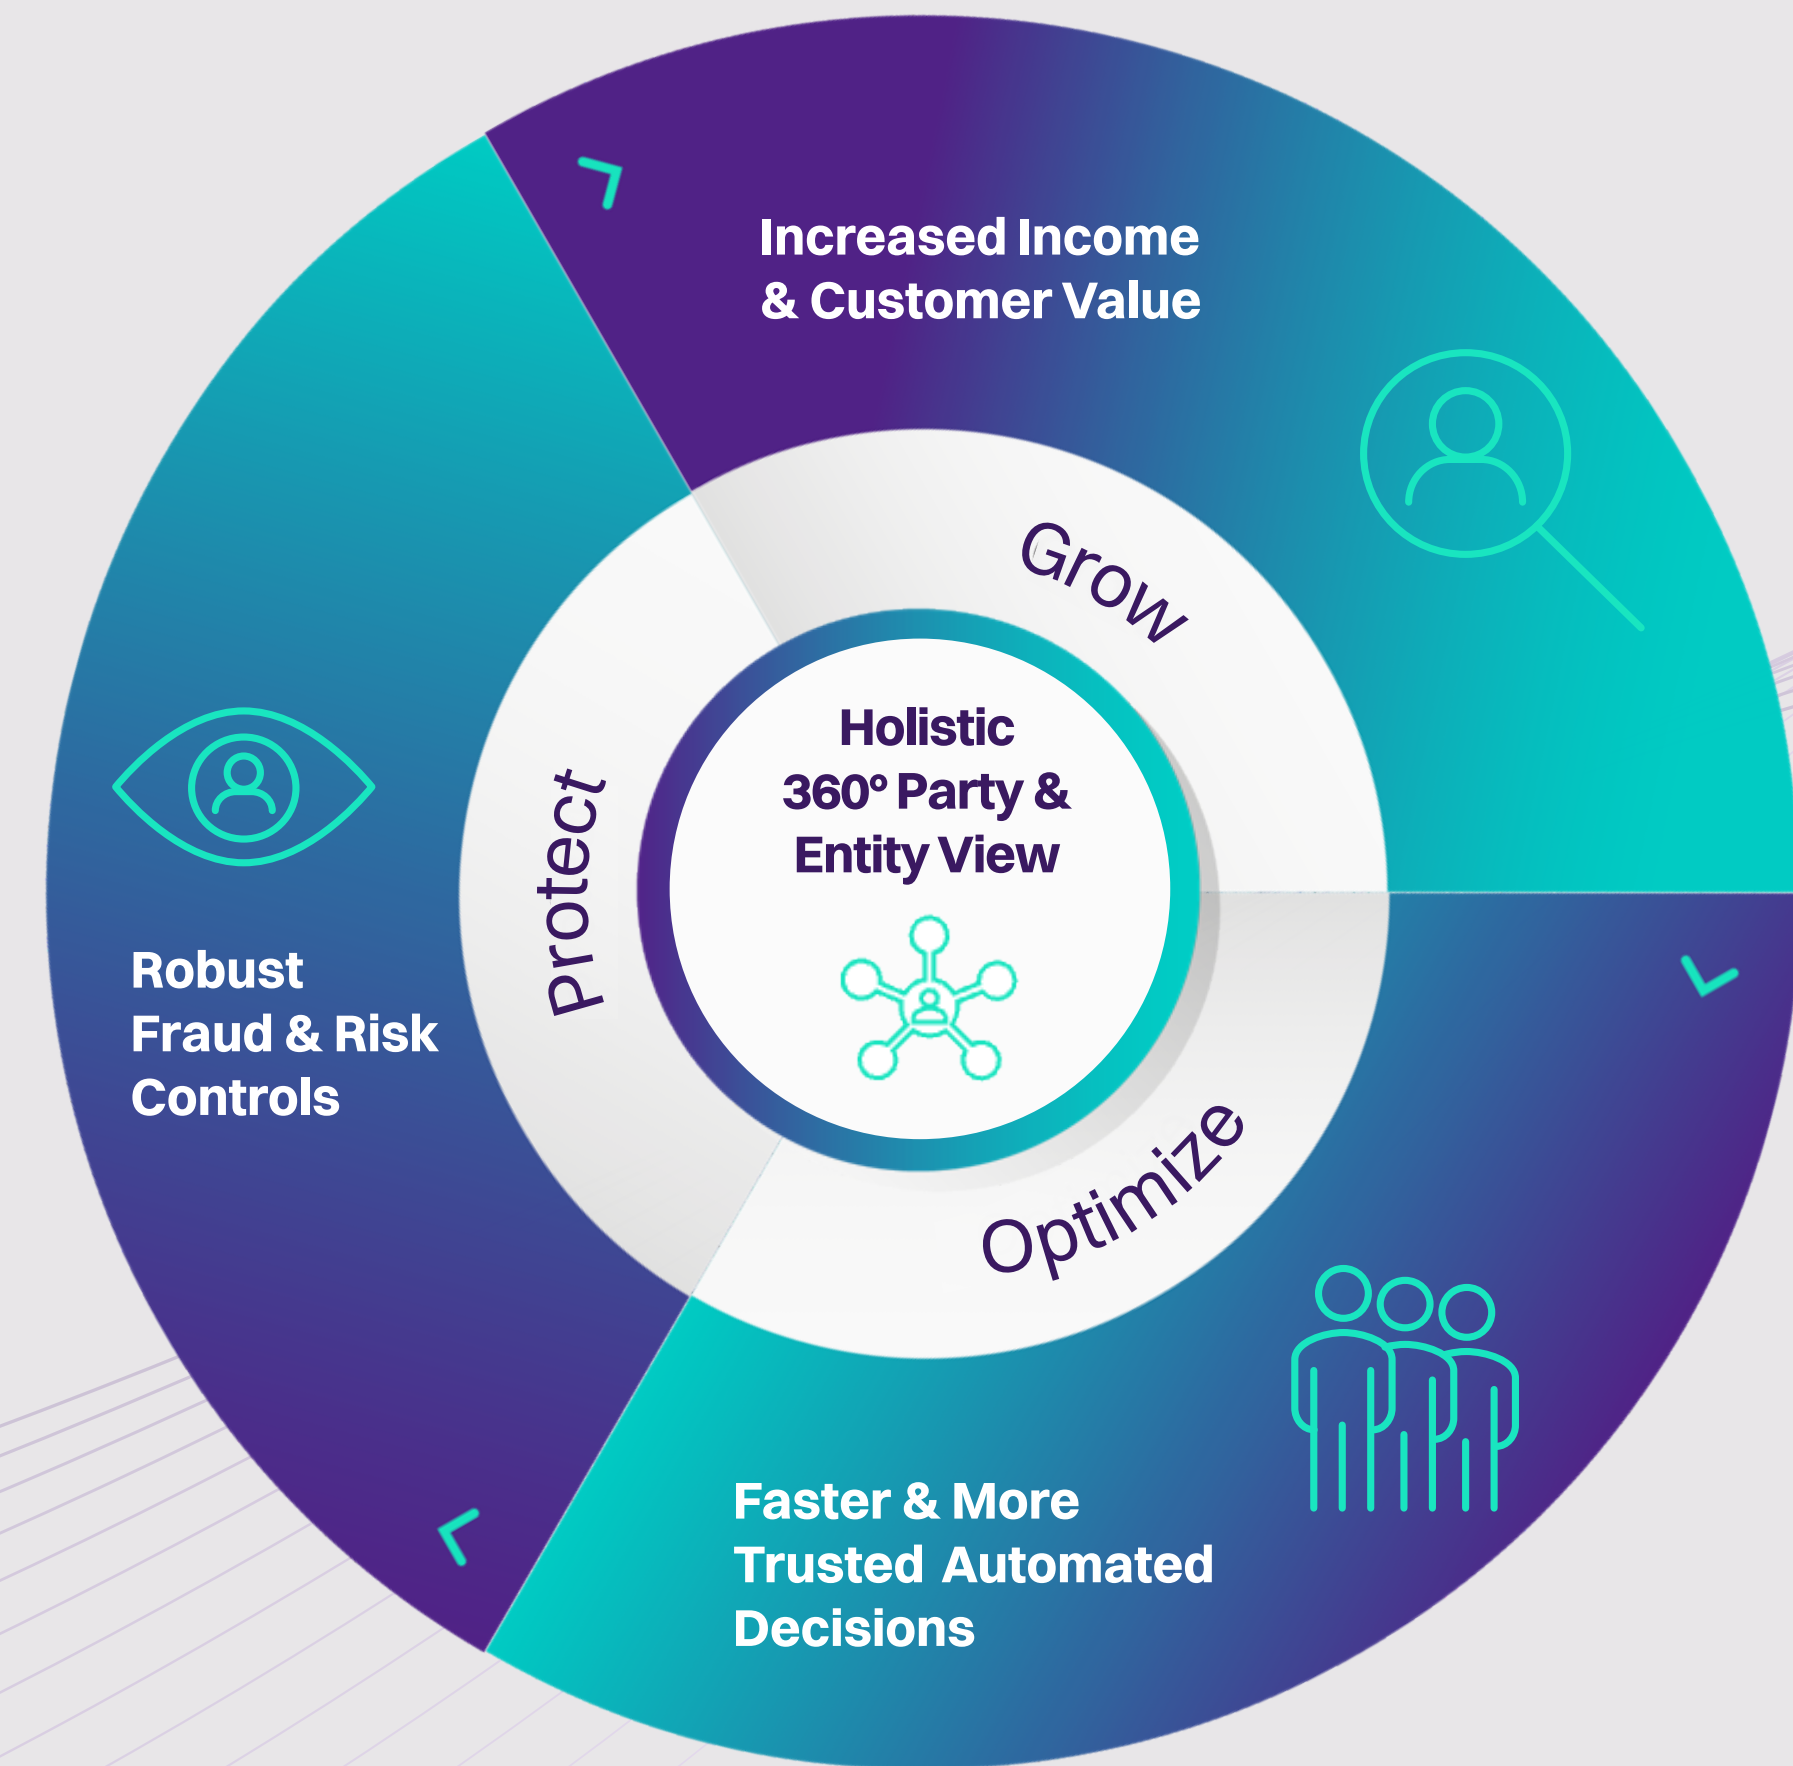 Increased Income
& Customer Value
Grow
Holistic
360° Party &
Entity View
Protect
Robust
Fraud & Risk
Controls
Optimize
Faster & More
Trusted Automated
Decisions